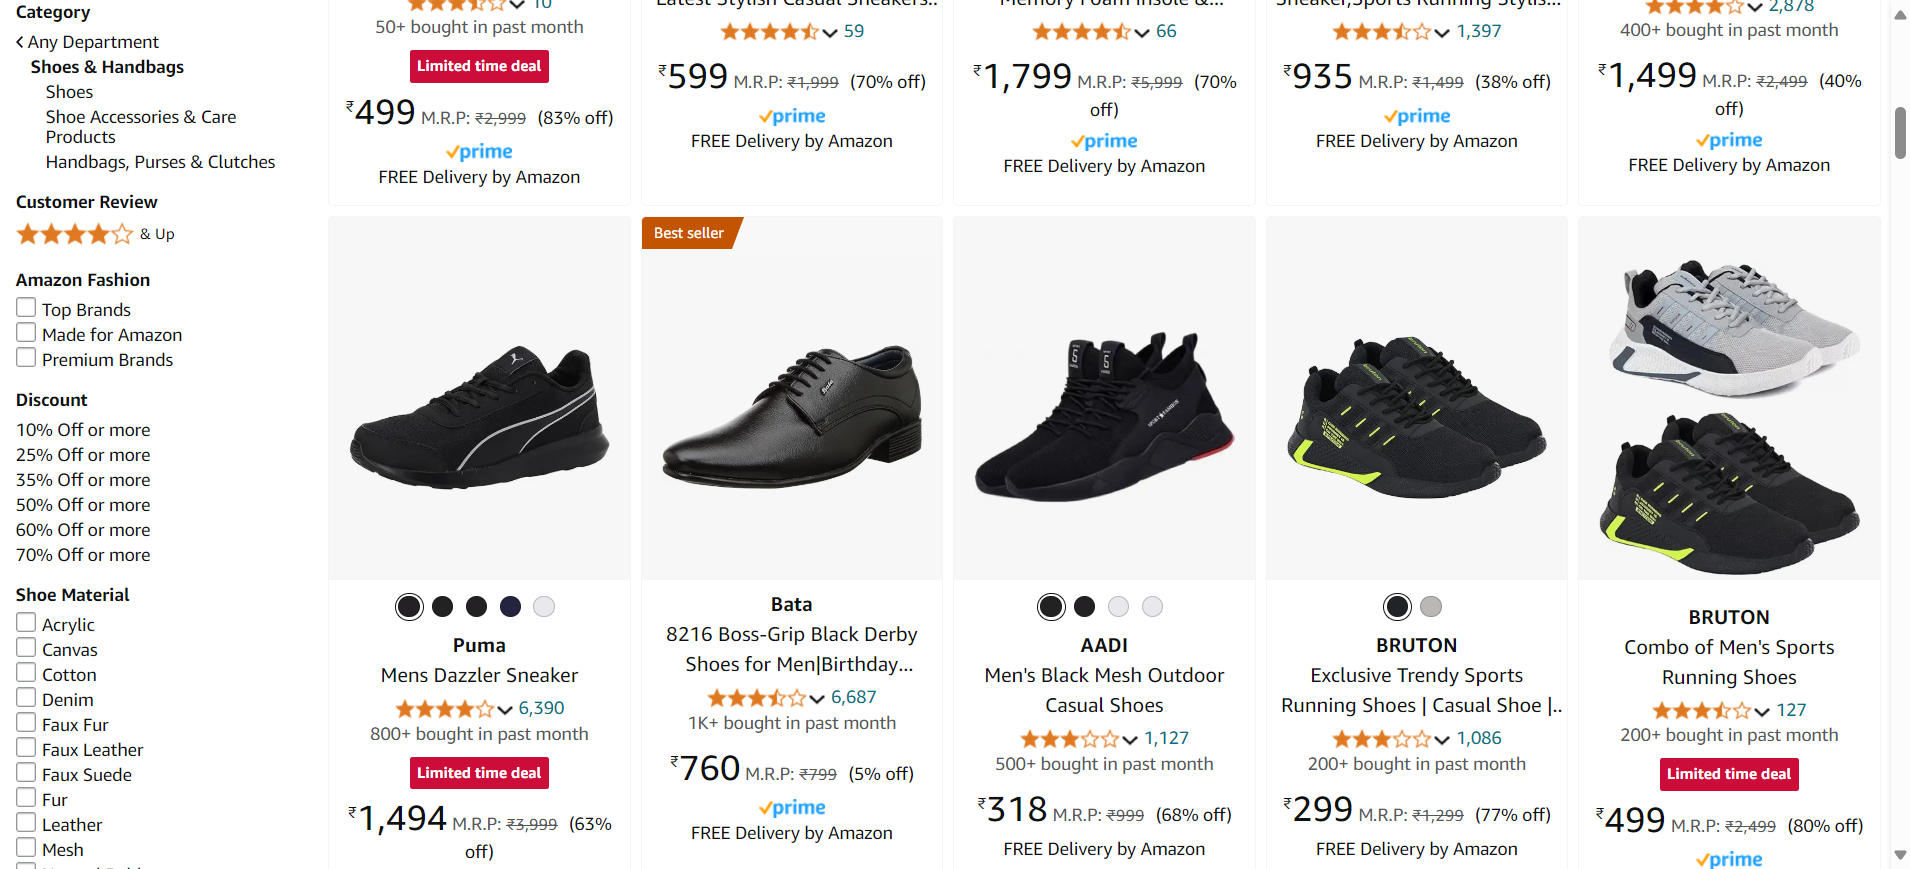 Category
Any Department
Shoes & Handbags
Shoes
Shoe Accessories & Care
Products
Handbags, Purses & Clutches
Customer Review
& Up
Amazon Fashion
Top Brands
Made for Amazon
Premium Brands
Discount
10% Off or more
25% Off or more
35% Off or more
50% Off or more
60% Off or more
70% Off or more
Shoe Material
Acrylic
Canvas
Cotton
Denim
Faux Fur
Faux Leather
Faux Suede
Fur
Leather
Mesh
10
50+ bought in past month
Limited time deal
₹499 M.R.P: ₹2,999 (83% off)
prime
FREE Delivery by Amazon
Latest Stylish Casual Sneakers..
59
₹599 M.R.P: ₹1,999 (70% off)
prime
FREE Delivery by Amazon
Memory Foam Insole &...
66
₹1,799 M.R.P: ₹5,999 (70%
off)
prime
FREE Delivery by Amazon
Sneaker,Sports Running Stylis...
1,397
₹935 M.R.P: ₹1,499 (38% off)
prime
FREE Delivery by Amazon
2,878
400+ bought in past month
₹1,499 M.R.P: ₹2,499 (40%
off)
prime
FREE Delivery by Amazon
Puma
Mens Dazzler Sneaker
6,390
800+ bought in past month
Limited time deal
₹1,494 M.R.P: ₹3,999 (63%
off)
Best seller
Bata
8216 Boss-Grip Black Derby
Shoes for Men|Birthday...
6,687
1K+ bought in past month
₹760 M.R.P: ₹799 (5% off)
prime
FREE Delivery by Amazon
AADI
Men's Black Mesh Outdoor
Casual Shoes
1,127
500+ bought in past month
₹318 M.R.P: ₹999 (68% off)
FREE Delivery by Amazon
BRUTON
Exclusive Trendy Sports
Running Shoes | Casual Shoe |..
1,086
200+ bought in past month
₹299 M.R.P: ₹1,299 (77% off)
FREE Delivery by Amazon
BRUTON
Combo of Men's Sports
Running Shoes
127
200+ bought in past month
Limited time deal
₹499 M.R.P: ₹2,499 (80% off)
prime